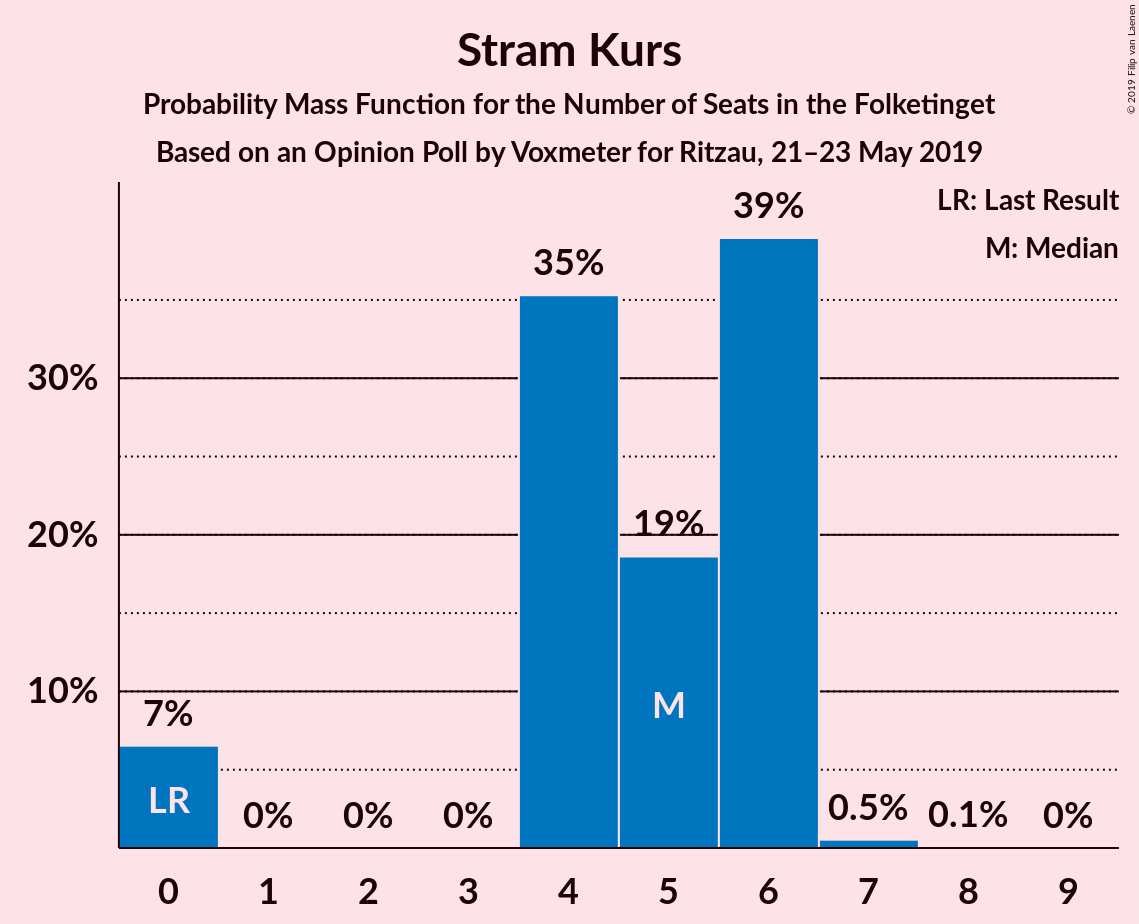 Stram Kurs
Probability Mass Function for the Number of Seats in the Folketinget
Based on an Opinion Poll by Voxmeter for Ritzau, 21–23 May 2019
© 2019 Filip van Laenen
LR: Last Result
M: Median
39%
35%
30%
19%
20%
10%
M
7%
LR
0%
0%
0%
0.5%
0.1%
0%
0
1
2
3
4
5
6
7
8
9